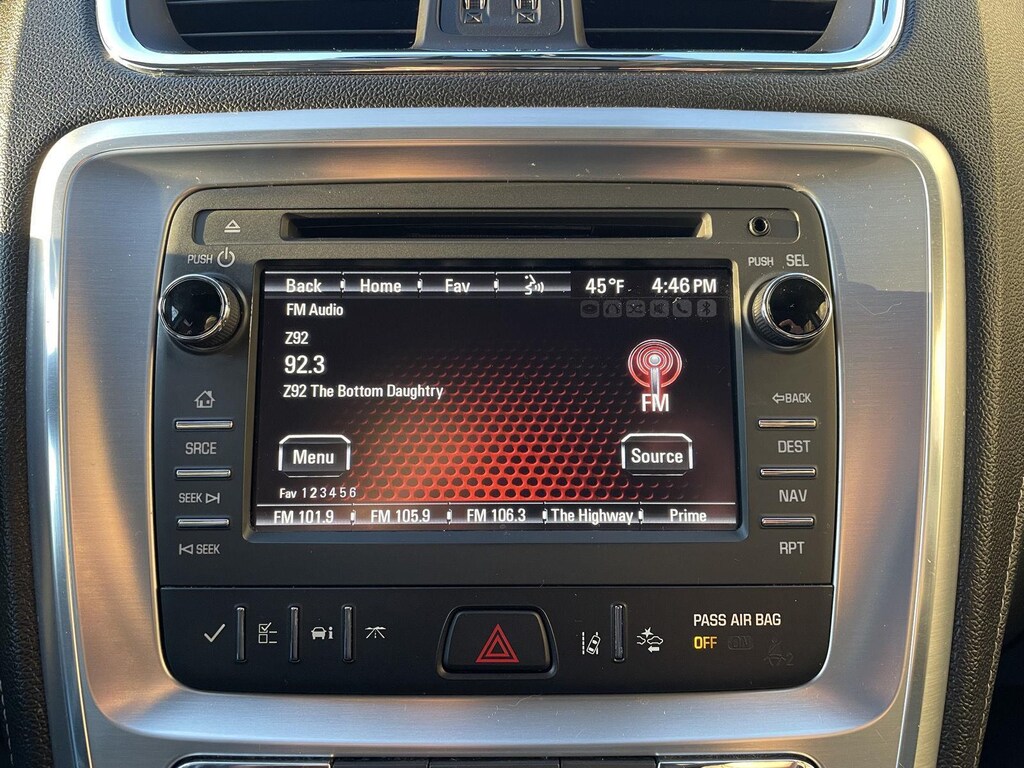 PUSH
PUSH SEL
Back Home Fav 45°F 4:46 PM
FM Audio
Z92
92.3
Z92 The Bottom Daughtry
FM
BACK
SRCE
DEST
Menu
Source
SEEK
NAV
Fav 1 2 3 4 5 6
FM 101.9 FM 105.9 FM 106.3 The Highway Prime
SEEK
RPT
PASS AIR BAG
OFF ON
2